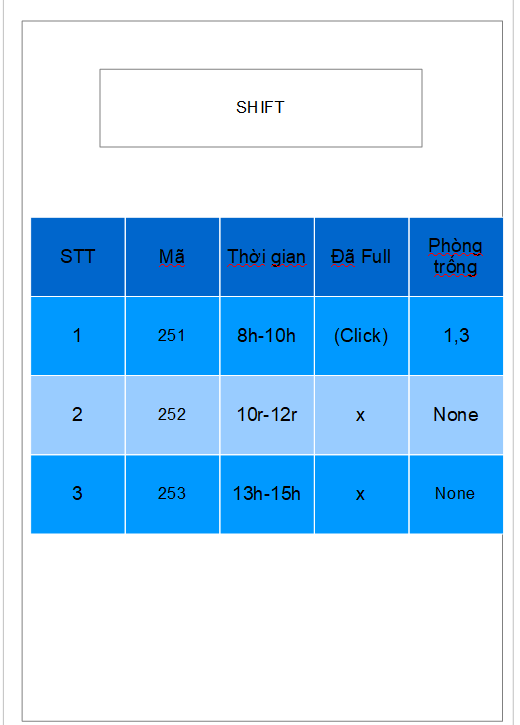 SHIFT
STT Mã Thời gian Đã Full Phòng trống
1 251 8h-10h (Click) 1,3
2 252 10r-12r x None
3 253 13h-15h x None